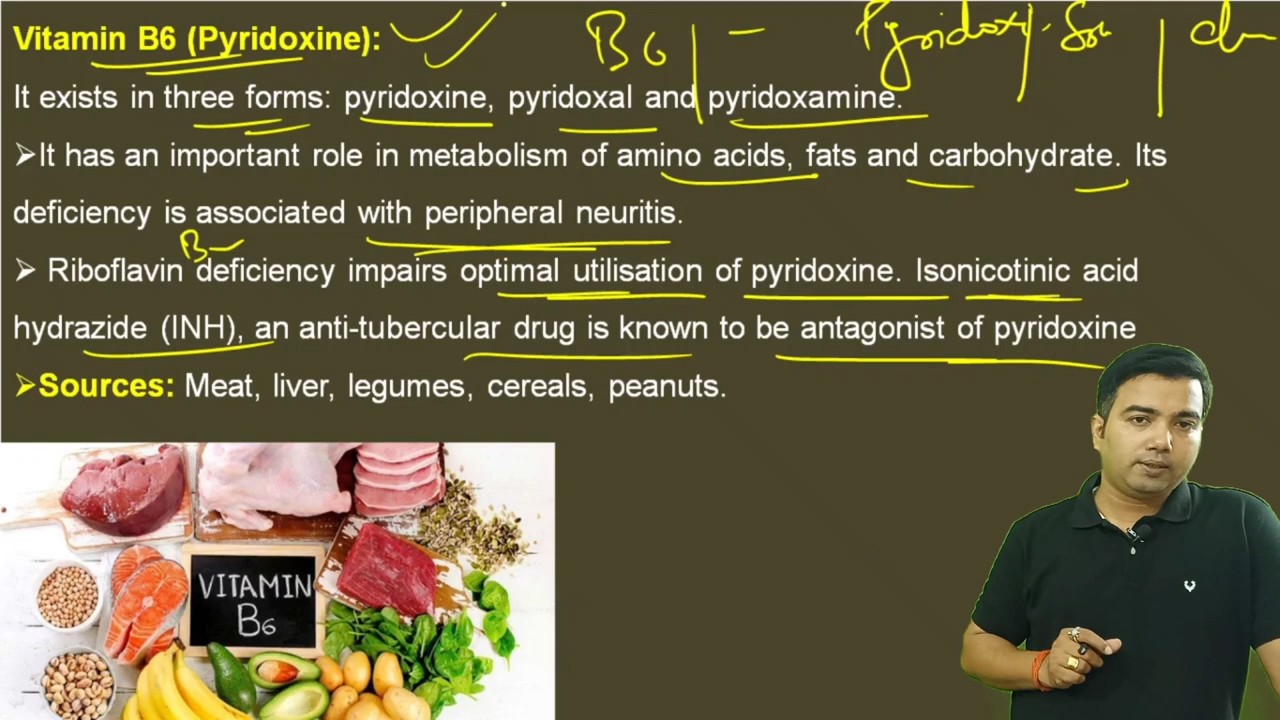 Vitamin B6 (Pyridoxine):
B6 -
It exists in three forms: pyridoxine, pyridoxal and pyridoxamine.
➤It has an important role in metabolism of amino acids, fats and carbohydrate. Its
deficiency is associated with peripheral neuritis.
B
➤ Riboflavin deficiency impairs optimal utilisation of pyridoxine. Isonicotinic acid
hydrazide (INH), an anti-tubercular drug is known to be antagonist of pyridoxine
➤Sources: Meat, liver, legumes, cereals, peanuts.
VITAMIN
B6